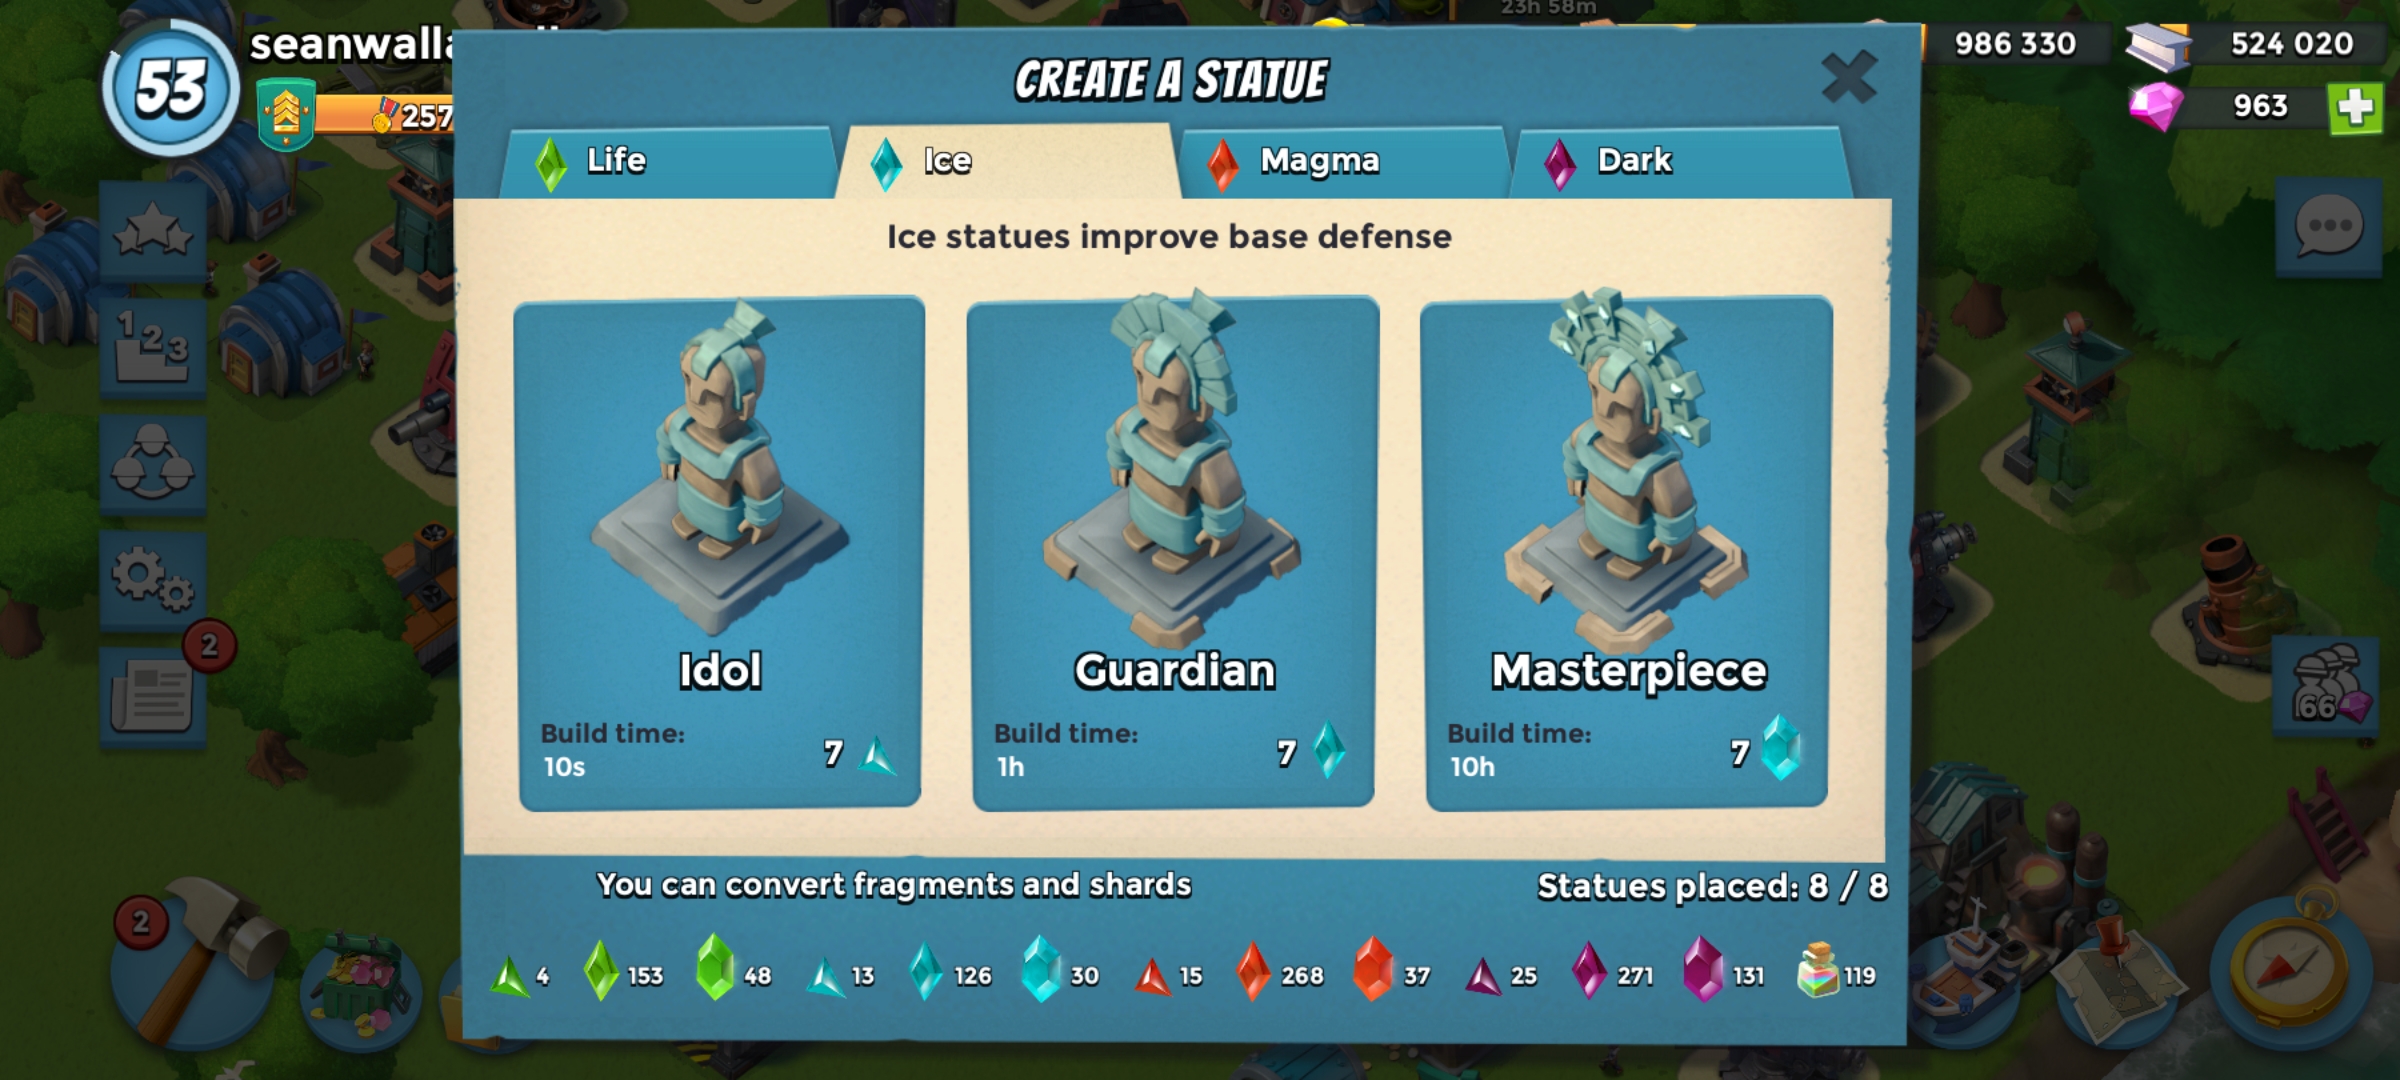 23h 58m
53
seanwall
257
986 330
524 020
963
CREATE A STATUE
Life
Ice
Magma
Dark
Ice statues improve base defense
Idol
Build time:
10s
7
Guardian
Build time:
1h
7
Masterpiece
Build time:
10h
7
1 2 3
2
66
2
You can convert fragments and shards
Statues placed: 8 / 8
4
153
48
13
126
30
15
268
37
25
271
131
119